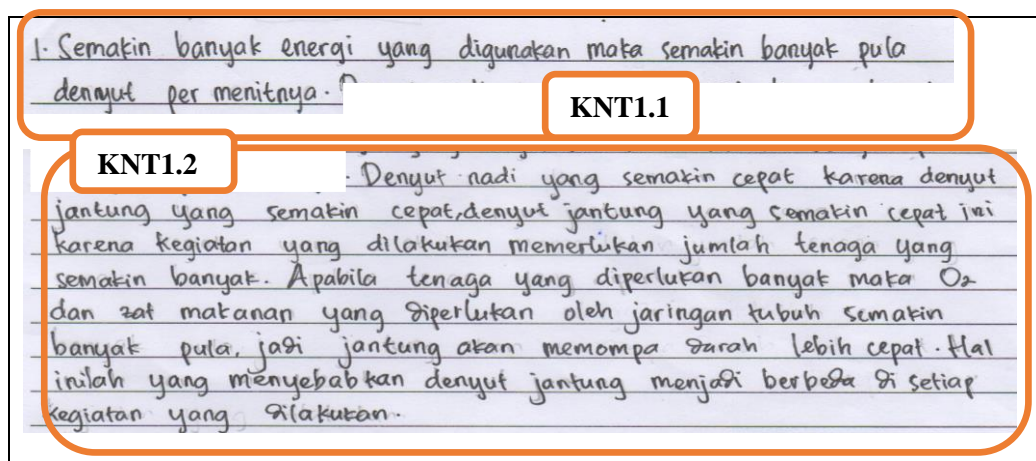 1. Semakin banyak energi yang digunakan maka semakin banyak pula
dennyut per menitnya.
KNT1.1
KNT1.2
Denyut nadi yang semakin cepat karena denyut
jantung yang semakin cepat, denyut jantung yang semakin cepat ini
karena kegiatan yang dilakukan memerlukan jumlah tenaga yang
semakin banyak. Apabila tenaga yang diperlukan banyak maka O₂
dan zat makanan yang diperlukan oleh jaringan tubuh semakin
banyak pula, jadi jantung akan memompa darah lebih cepat. Hal
inilah yang menyebabkan denyut jantung menjadi berbeda di setiap
kegiatan yang dilakukan.